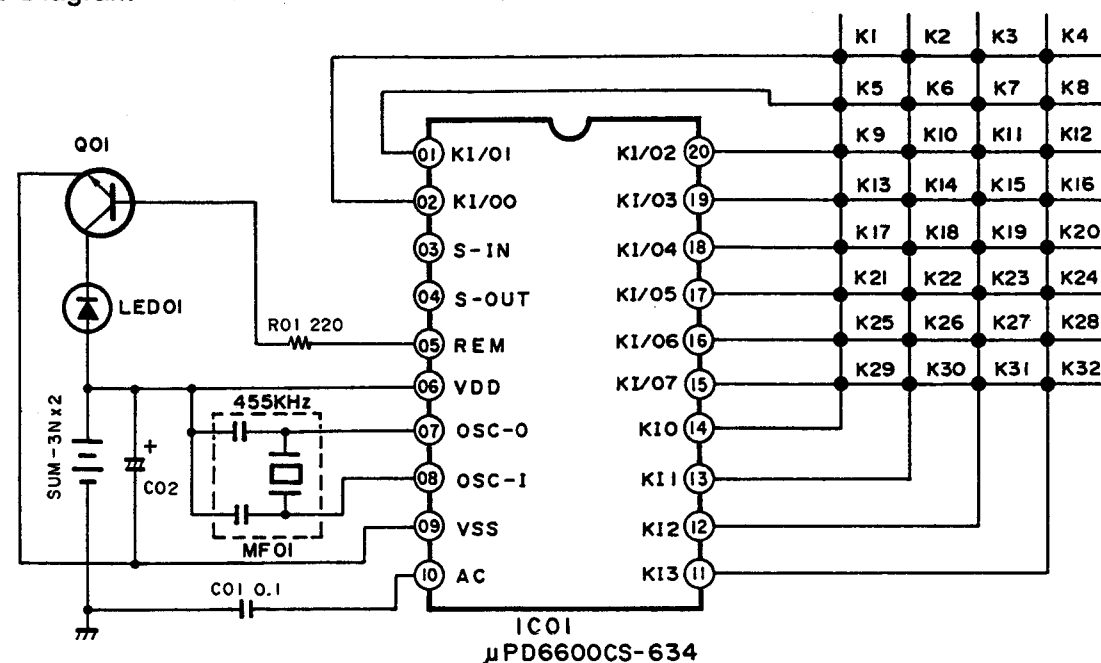 K1 K2 K3 K4
K5 K6 K7 K8
K9 K10 K11 K12
K13 K14 K15 K16
K17 K18 K19 K20
K21 K22 K23 K24
K25 K26 K27 K28
K29 K30 K31 K32
Q01
LED01
R01 220
455KHz
SUM-3N×2
+
C02
MF01
C01 0.1
01 KI/O1
02 KI/O0
03 S-IN
04 S-OUT
05 REM
06 VDD
07 OSC-O
08 OSC-I
09 VSS
10 AC
KI/O2 20
KI/O3 19
KI/O4 18
KI/O5 17
KI/O6 16
KI/O7 15
KI0 14
KI1 13
KI2 12
KI3 11
IC01
µPD6600CS-634